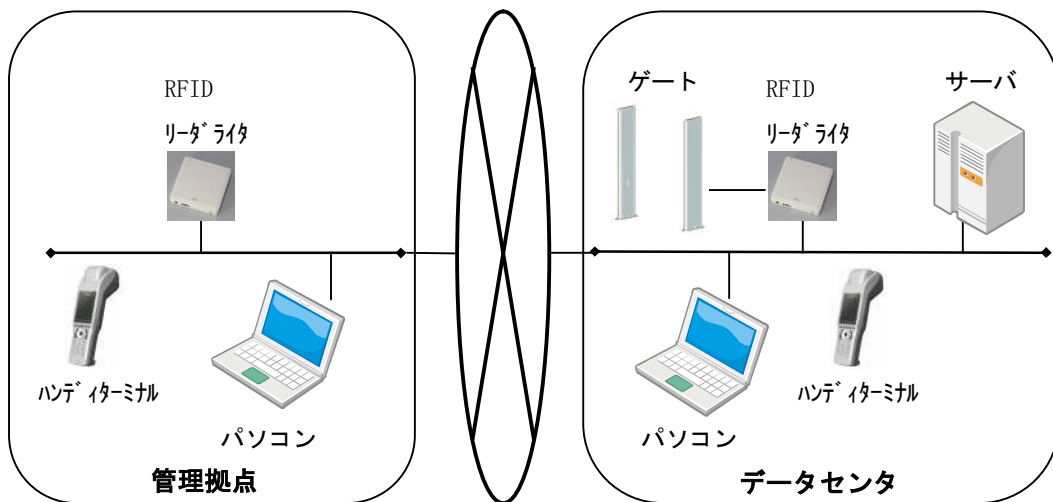 RFID
ﾘｰﾀﾞﾗｲﾀ
ﾊﾝﾃﾞｨﾀｰﾐﾅﾙ
パソコン
管理拠点
ゲート
RFID
ﾘｰﾀﾞﾗｲﾀ
サーバ
パソコン
ﾊﾝﾃﾞｨﾀｰﾐﾅﾙ
データセンタ